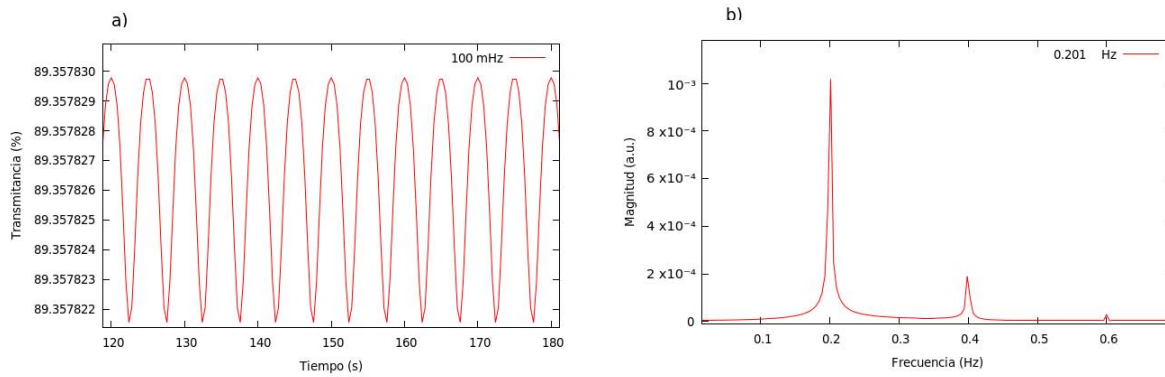 a)
100 mHz
89.357830
89.357829
89.357828
89.357827
89.357826
89.357825
89.357824
89.357823
89.357822
Transmitancia (%)
120 130 140 150 160 170 180
Tiempo (s)
b)
0.201 Hz
10⁻³
8 x10⁻⁴
6 x10⁻⁴
4 x10⁻⁴
2 x10⁻⁴
0
Magnitud (a.u.)
0.1 0.2 0.3 0.4 0.5 0.6
Frecuencia (Hz)